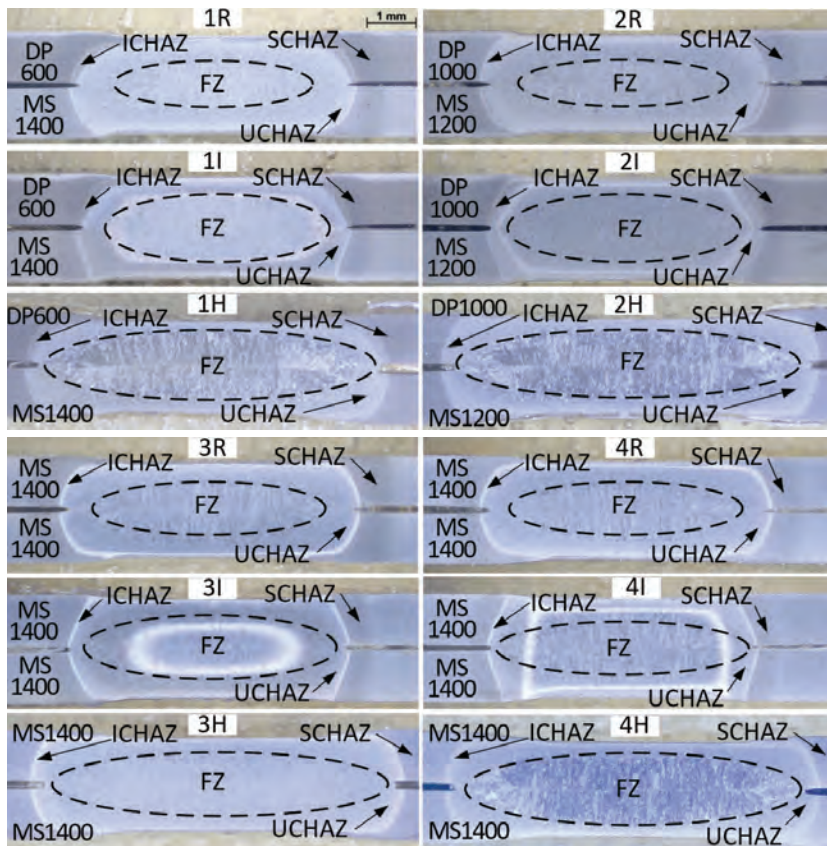 1R
1 mm
ICHAZ
SCHAZ
DP
600
FZ
MS
1400
UCHAZ
2R
ICHAZ
SCHAZ
DP
1000
FZ
MS
1200
UCHAZ
1I
ICHAZ
SCHAZ
DP
600
FZ
MS
1400
UCHAZ
2I
ICHAZ
SCHAZ
DP
1000
FZ
MS
1200
UCHAZ
1H
DP600
ICHAZ
SCHAZ
FZ
UCHAZ
MS1400
2H
DP1000
ICHAZ
SCHAZ
FZ
UCHAZ
MS1200
3R
ICHAZ
SCHAZ
MS
1400
FZ
MS
1400
UCHAZ
4R
ICHAZ
SCHAZ
MS
1400
FZ
MS
1400
UCHAZ
3I
ICHAZ
SCHAZ
MS
1400
FZ
MS
1400
UCHAZ
4I
ICHAZ
SCHAZ
MS
1400
FZ
MS
1400
UCHAZ
3H
MS1400
ICHAZ
SCHAZ
FZ
UCHAZ
MS1400
4H
MS1400
ICHAZ
SCHAZ
FZ
UCHAZ
MS1400